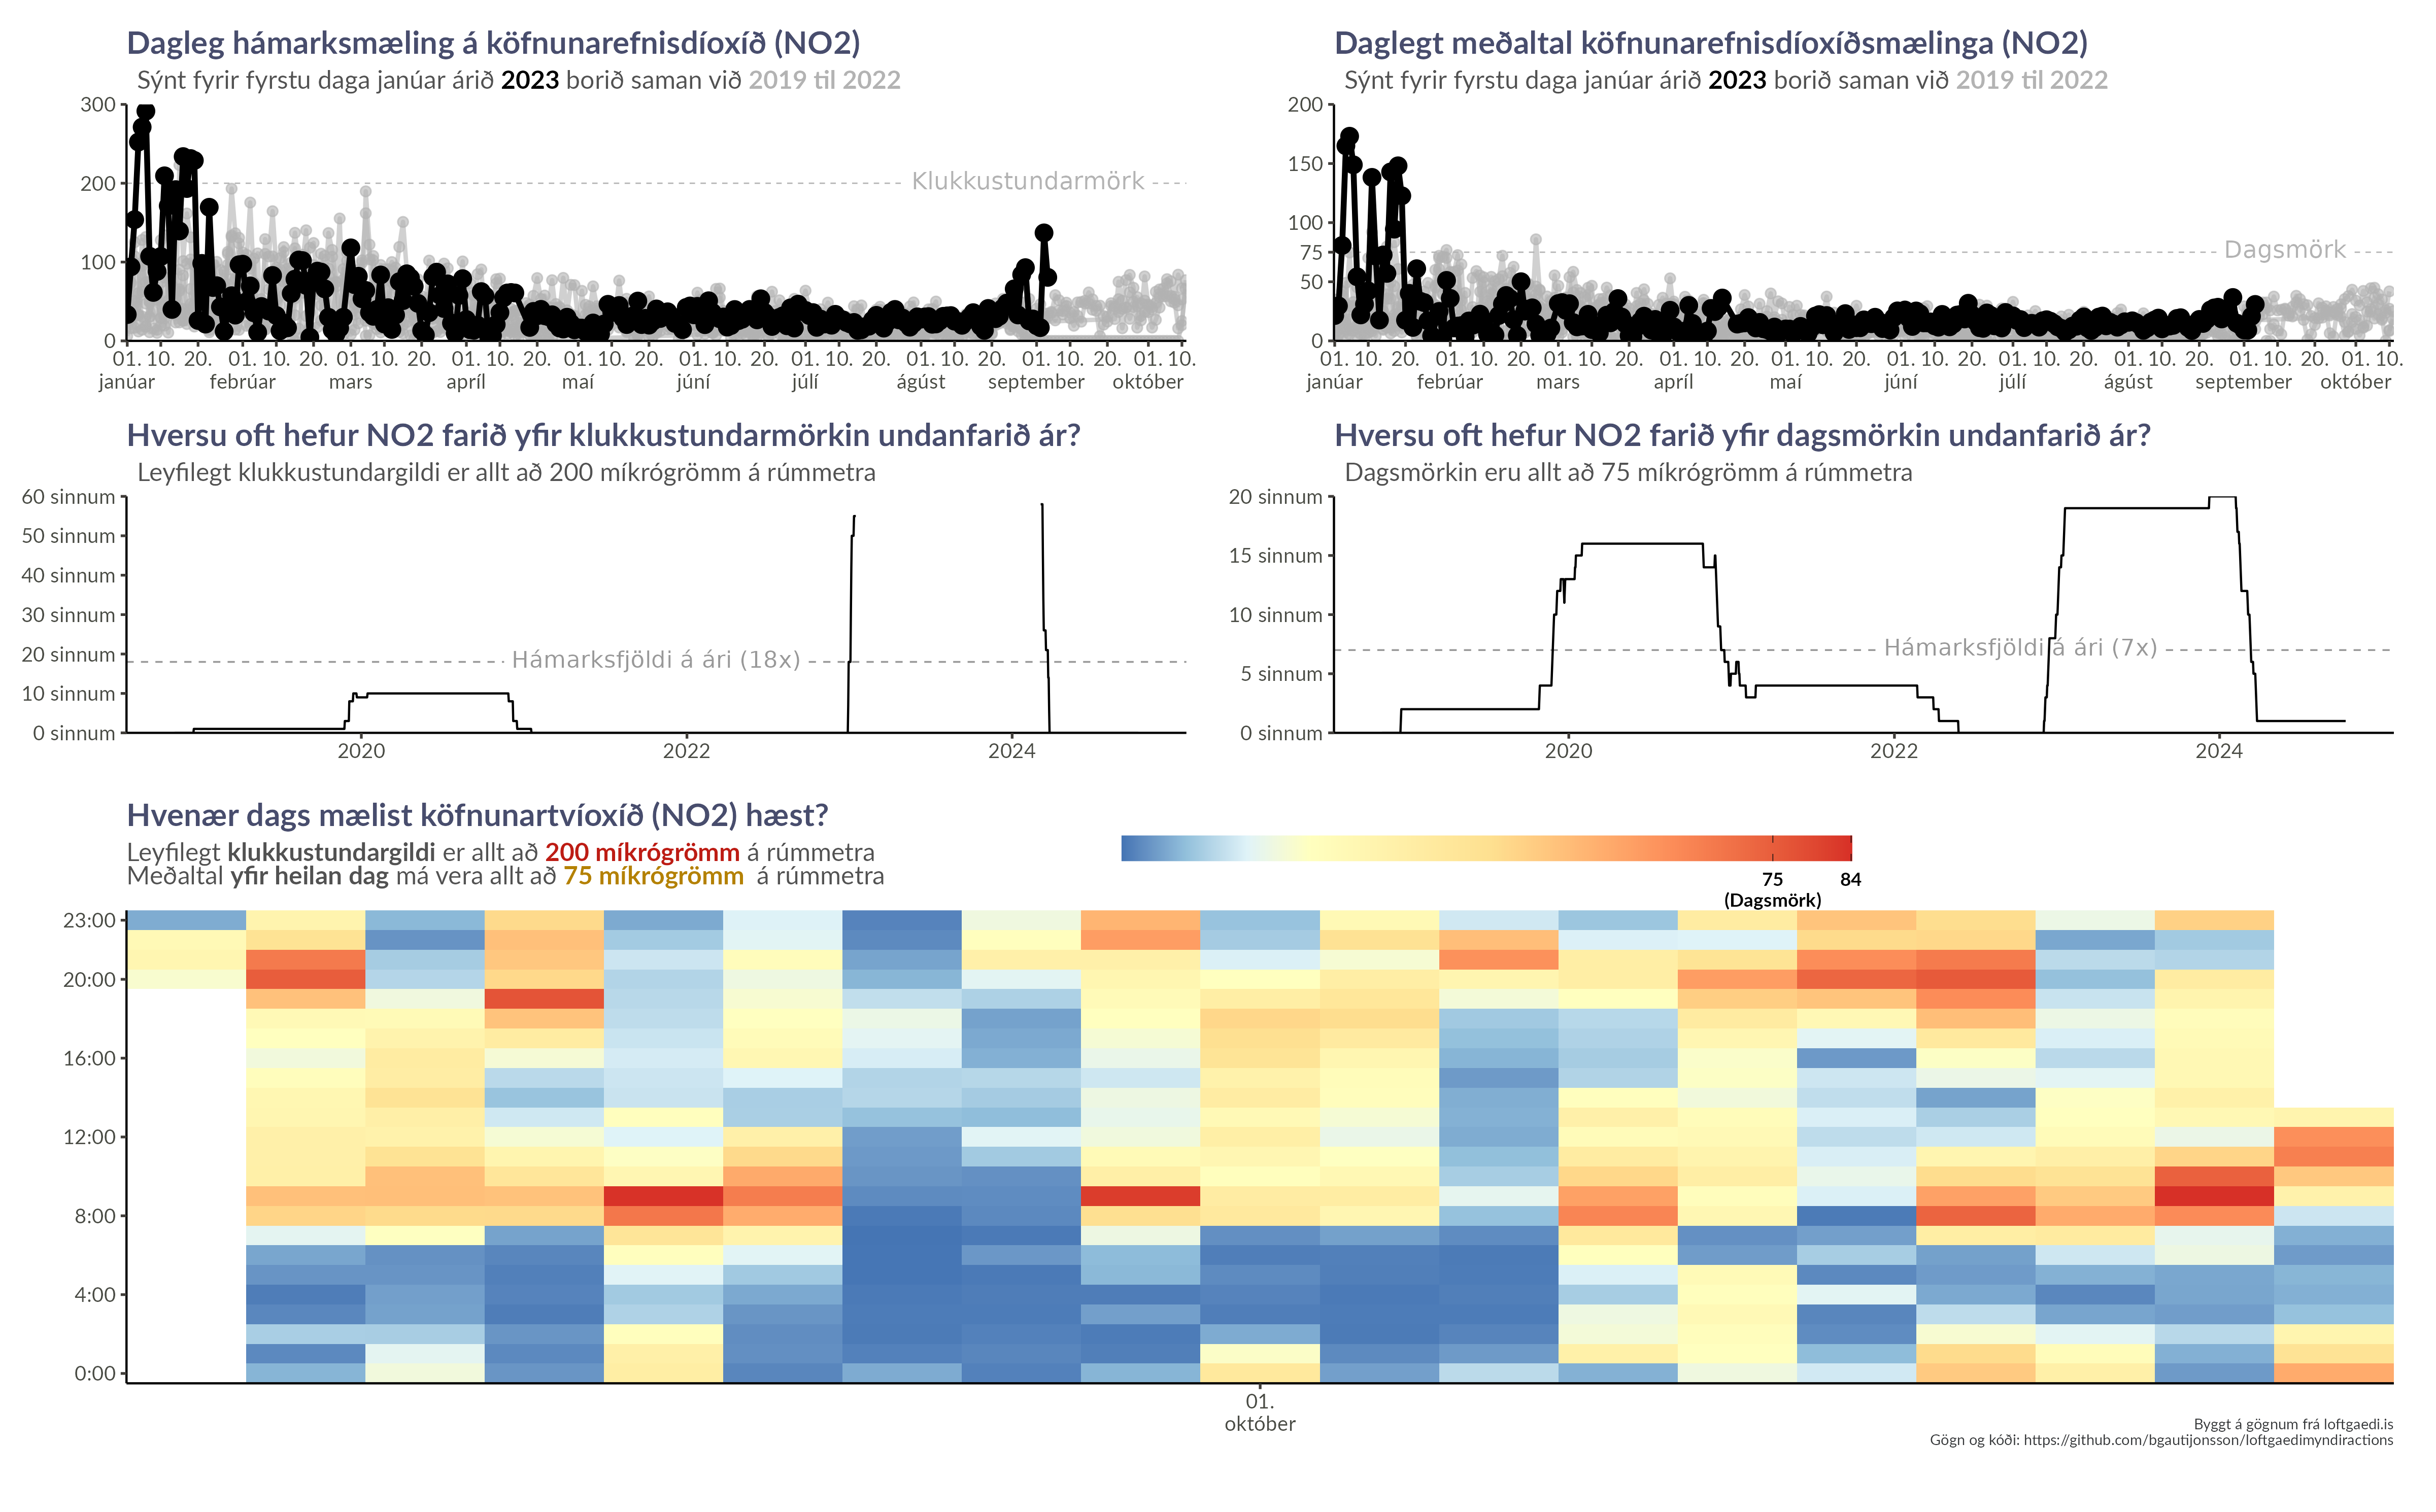 Dagleg hámarksmæling á köfnunarefnisdíoxíð (NO2)
Sýnt fyrir fyrstu daga janúar árið 2023 borið saman við 2019 til 2022
300
200
100
0
Klukkustundarmörk
01. 10. 20. 01. 10. 20. 01. 10. 20. 01. 10. 20. 01. 10. 20. 01. 10. 20. 01. 10. 20. 01. 10. 20. 01. 10. 20. 01. 10.
janúar febrúar mars apríl maí júní júlí ágúst september október
Daglegt meðaltal köfnunarefnisdíoxíðsmælinga (NO2)
Sýnt fyrir fyrstu daga janúar árið 2023 borið saman við 2019 til 2022
200
150
100
75
50
0
Dagsmörk
01. 10. 20. 01. 10. 20. 01. 10. 20. 01. 10. 20. 01. 10. 20. 01. 10. 20. 01. 10. 20. 01. 10. 20. 01. 10. 20. 01. 10.
janúar febrúar mars apríl maí júní júlí ágúst september október
Hversu oft hefur NO2 farið yfir klukkustundarmörkin undanfarið ár?
Leyfilegt klukkustundargildi er allt að 200 míkrógrömm á rúmmetra
60 sinnum
50 sinnum
40 sinnum
30 sinnum
20 sinnum
10 sinnum
0 sinnum
Hámarksfjöldi á ári (18x)
2020 2022 2024
Hversu oft hefur NO2 farið yfir dagsmörkin undanfarið ár?
Dagsmörkin eru allt að 75 míkrógrömm á rúmmetra
20 sinnum
15 sinnum
10 sinnum
5 sinnum
0 sinnum
Hámarksfjöldi á ári (7x)
2020 2022 2024
Hvenær dags mælist köfnunartvíoxíð (NO2) hæst?
Leyfilegt klukkustundargildi er allt að 200 míkrógrömm á rúmmetra
Meðaltal yfir heilan dag má vera allt að 75 míkrógrömm á rúmmetra
75 84
(Dagsmörk)
23:00
20:00
16:00
12:00
8:00
4:00
0:00
01.
október
Byggt á gögnum frá loftgaedi.is
Gögn og kóði: https://github.com/bgautijonsson/loftgaedimyndiractions